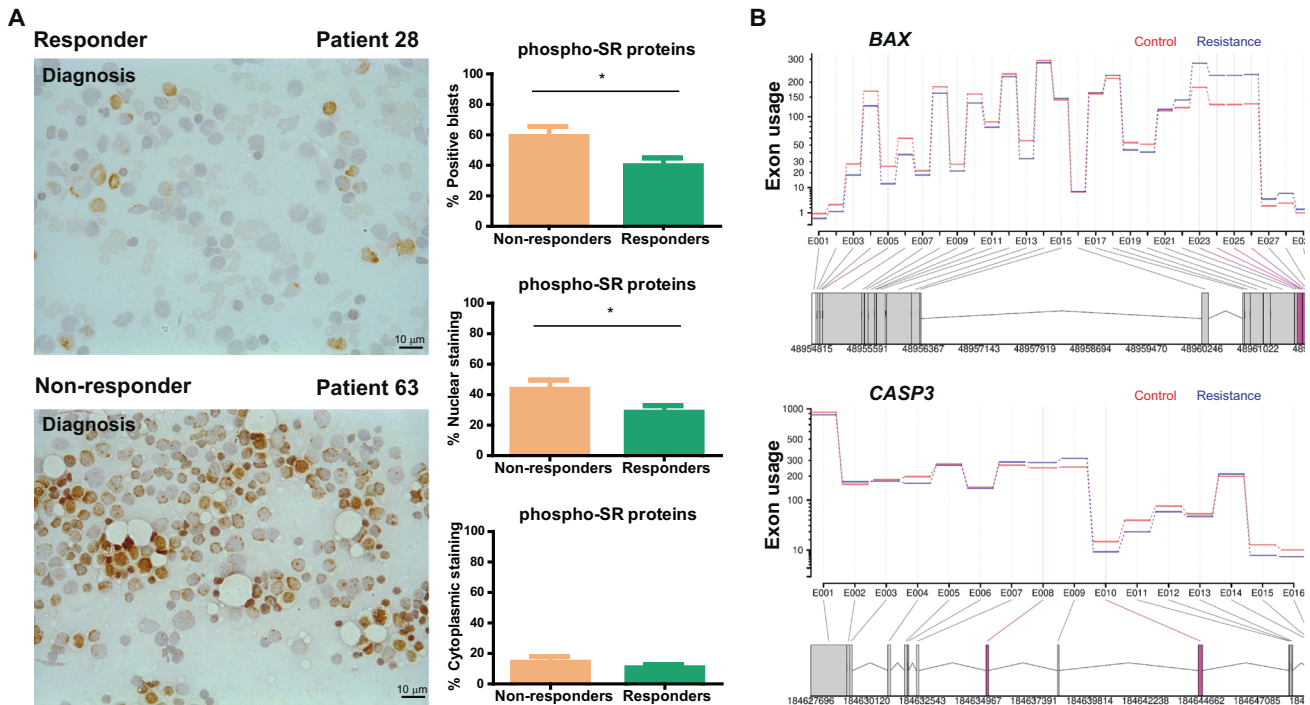 A
Responder Patient 28
Diagnosis
10 µm
Non-responder Patient 63
Diagnosis
10 µm
phospho-SR proteins
% Positive blasts
100
80
60
40
20
0
*
Non-responders Responders
phospho-SR proteins
% Nuclear staining
100
80
60
40
20
0
*
Non-responders Responders
phospho-SR proteins
% Cytoplasmic staining
100
80
60
40
20
0
Non-responders Responders
B
BAX
Control Resistance
Exon usage
300
150
100
50
30
20
10
1
E001 E003 E005 E007 E009 E011 E013 E015 E017 E019 E021 E023 E025 E027 E02
48954815 48955591 48956367 48957143 48957919 48958694 48959470 48960246 48961022 489
CASP3
Control Resistance
Exon usage
1000
500
300
200
100
10
E001 E002 E003 E004 E005 E006 E007 E008 E009 E010 E011 E012 E013 E014 E015 E016
184627696 184630120 184632543 184634967 184637391 184639814 184642238 184644662 184647085 184